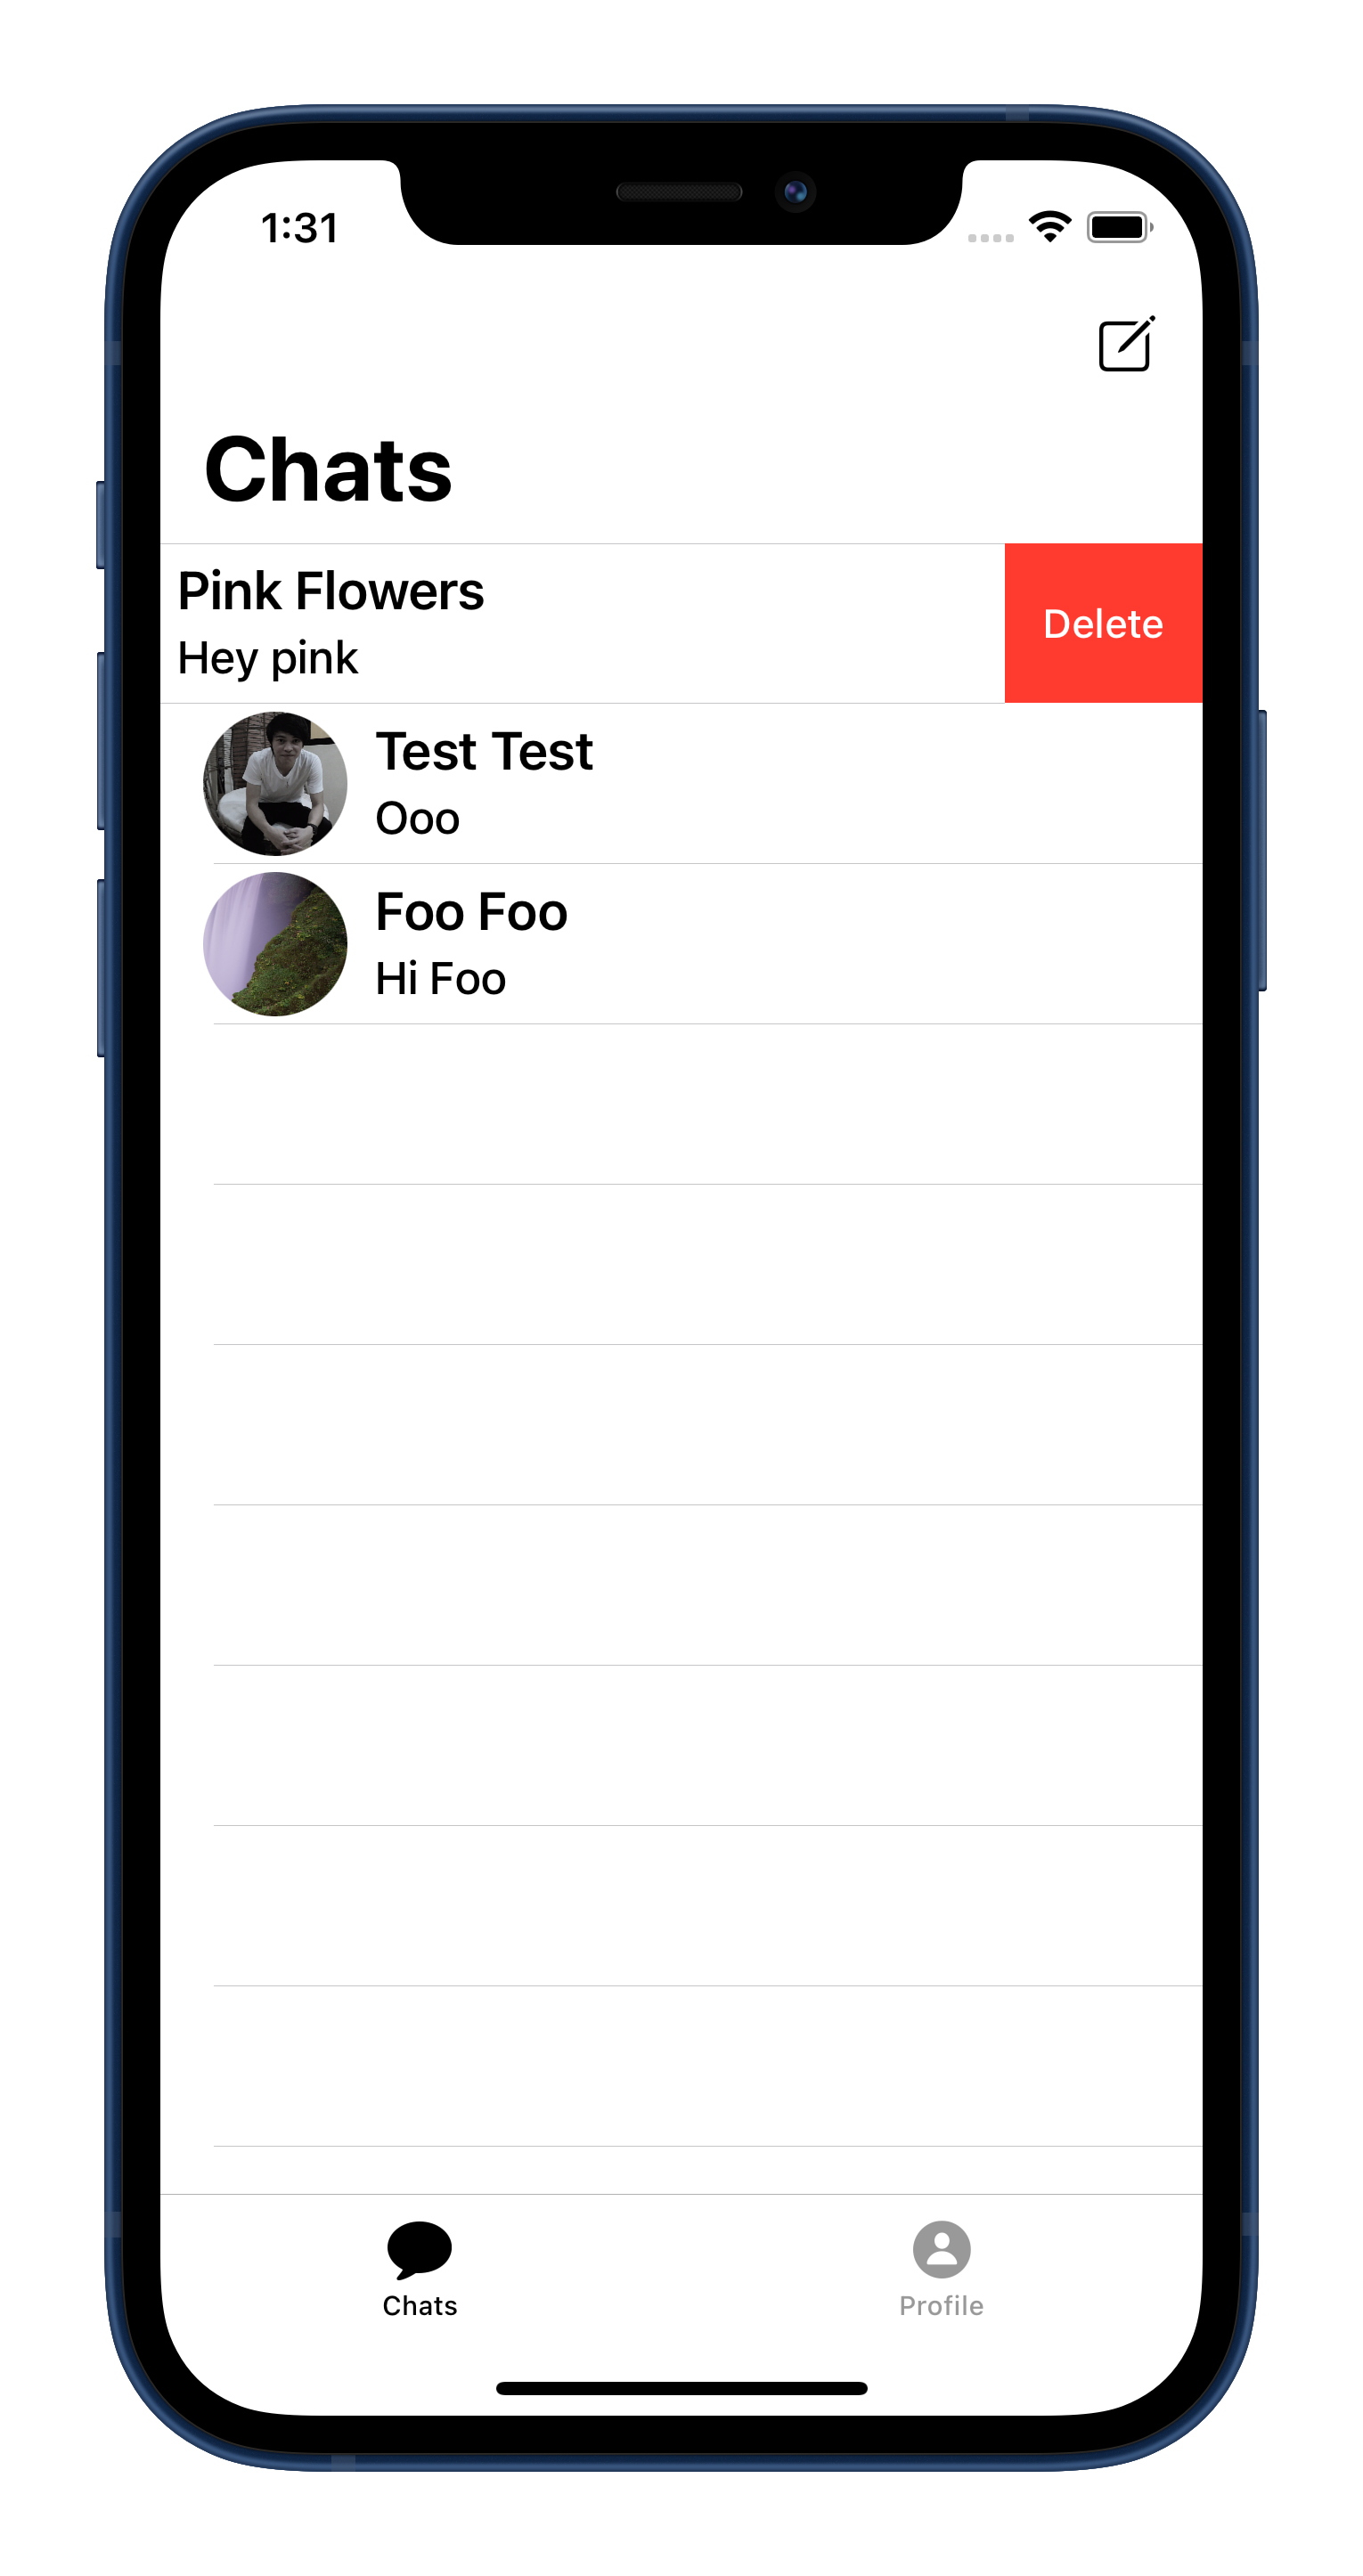 1:31
Chats
Pink Flowers
Hey pink
Delete
Test Test
Ooo
Foo Foo
Hi Foo
Chats
Profile